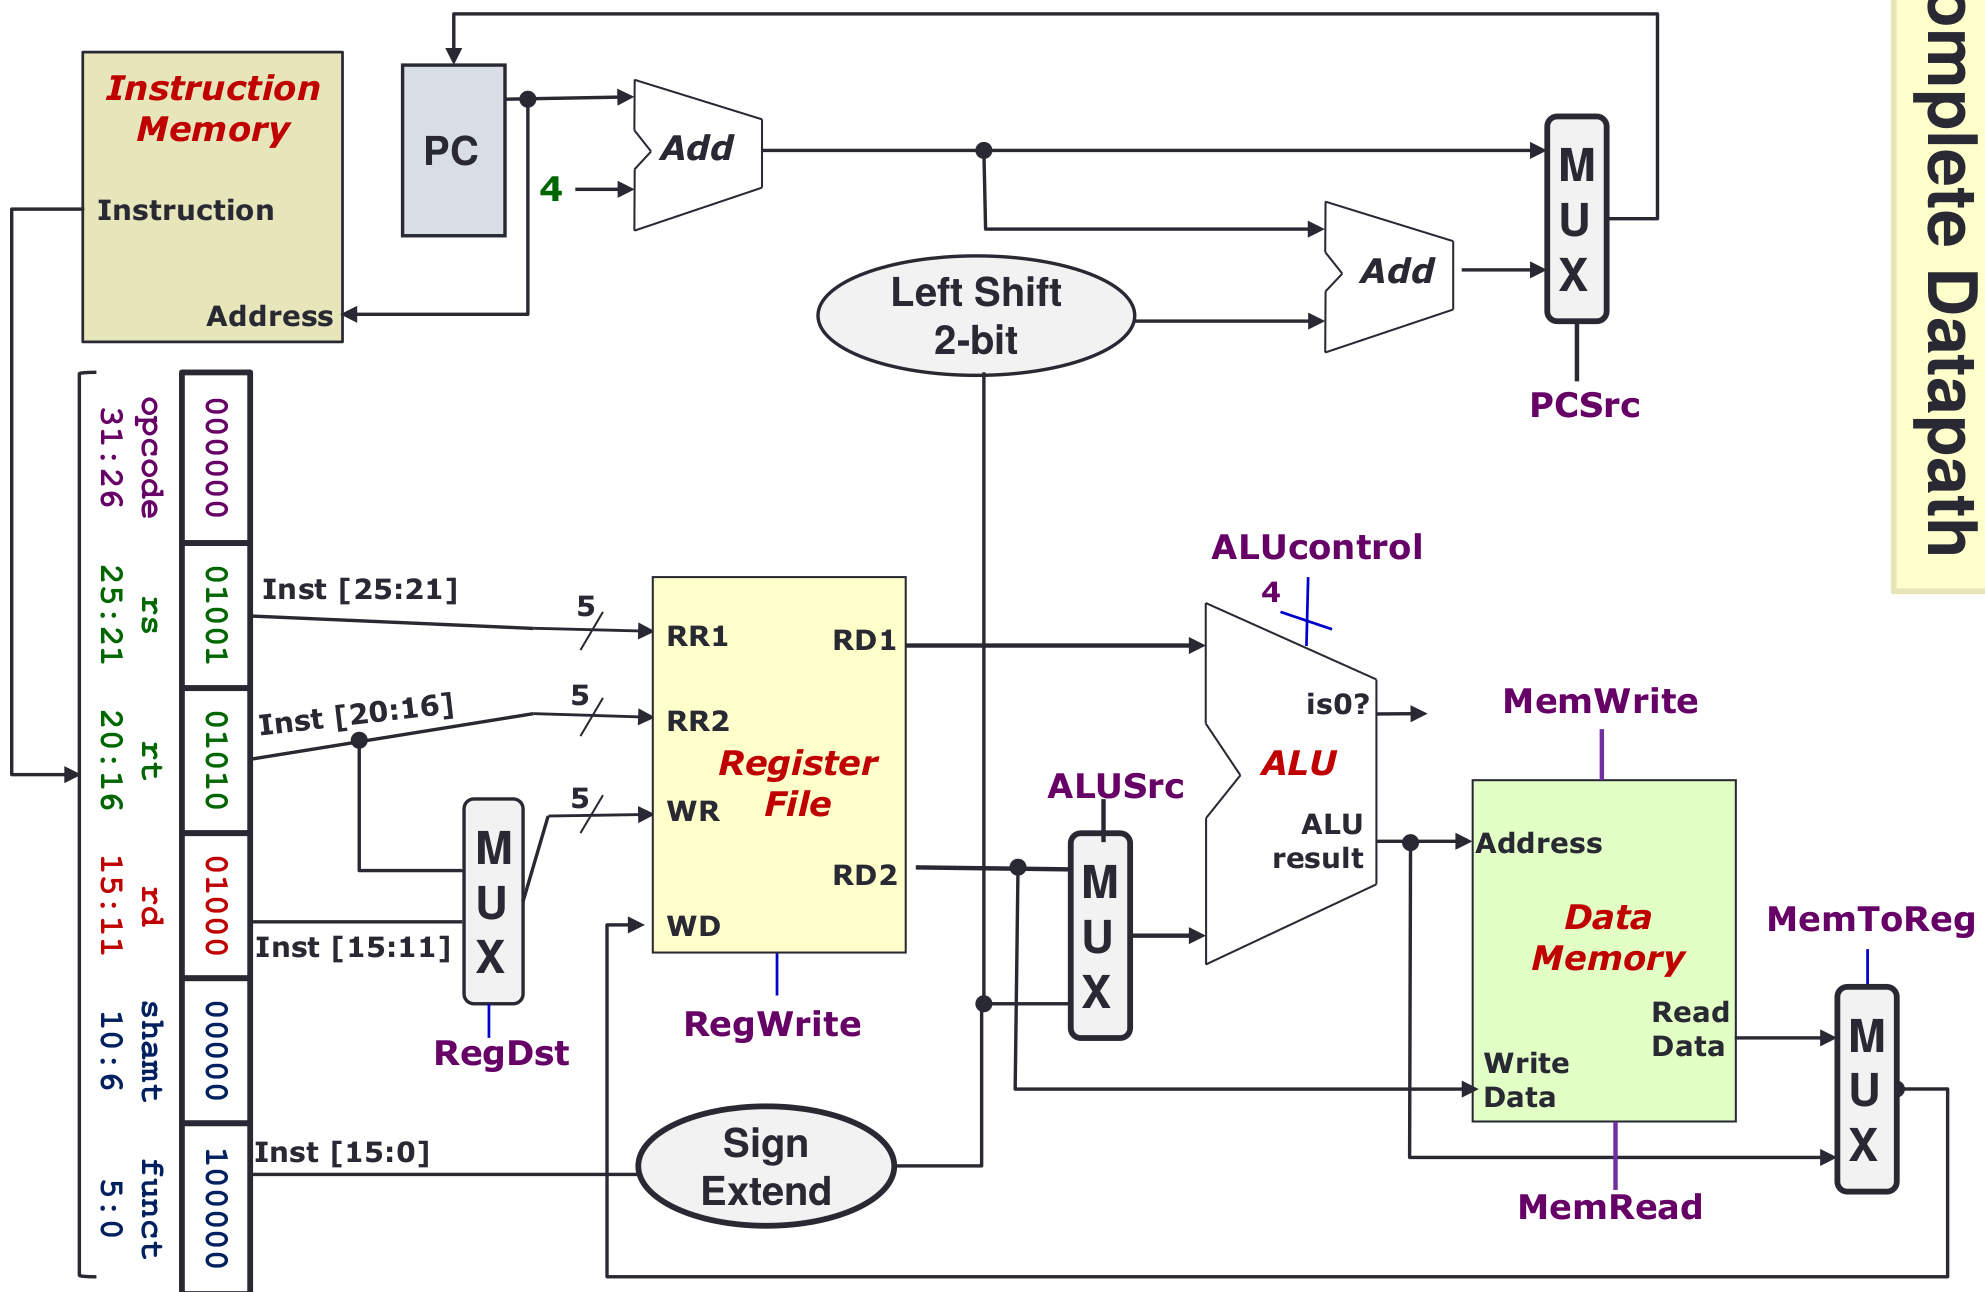 omplete Datapath
Instruction
Memory
Instruction
Address
PC
4
Add
Left Shift
2-bit
Add
M
U
X
PCSrc
opcode
31:26
000000
rs
25:21
01001
rt
20:16
01010
rd
15:11
01000
shamt
10:6
00000
funct
5:0
100000
Inst [25:21]
5
Inst [20:16]
5
5
Inst [15:11]
Inst [15:0]
M
U
X
RegDst
RR1
RD1
RR2
Register
File
WR
RD2
WD
RegWrite
Sign
Extend
ALUSrc
M
U
X
ALUcontrol
4
is0?
ALU
ALU
result
MemWrite
Address
Data
Memory
Read
Data
Write
Data
MemRead
MemToReg
M
U
X